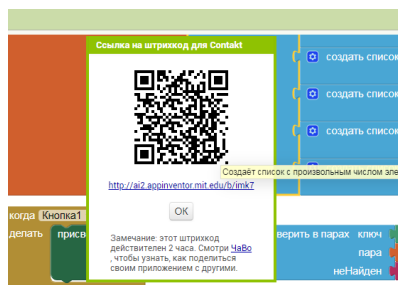 Ссылка на штрихкод для Contakt
создать список
создать список
создать список
Создаёт список с произвольным числом эле
http://ai2.appinventor.mit.edu/b/imk7
OK
когда Кнопка1
делать присв
верить в парах ключ
пара
неНайден
Замечание: этот штрихкод
действителен 2 часа. Смотри ЧаВо
, чтобы узнать, как поделиться
своим приложением с другими.